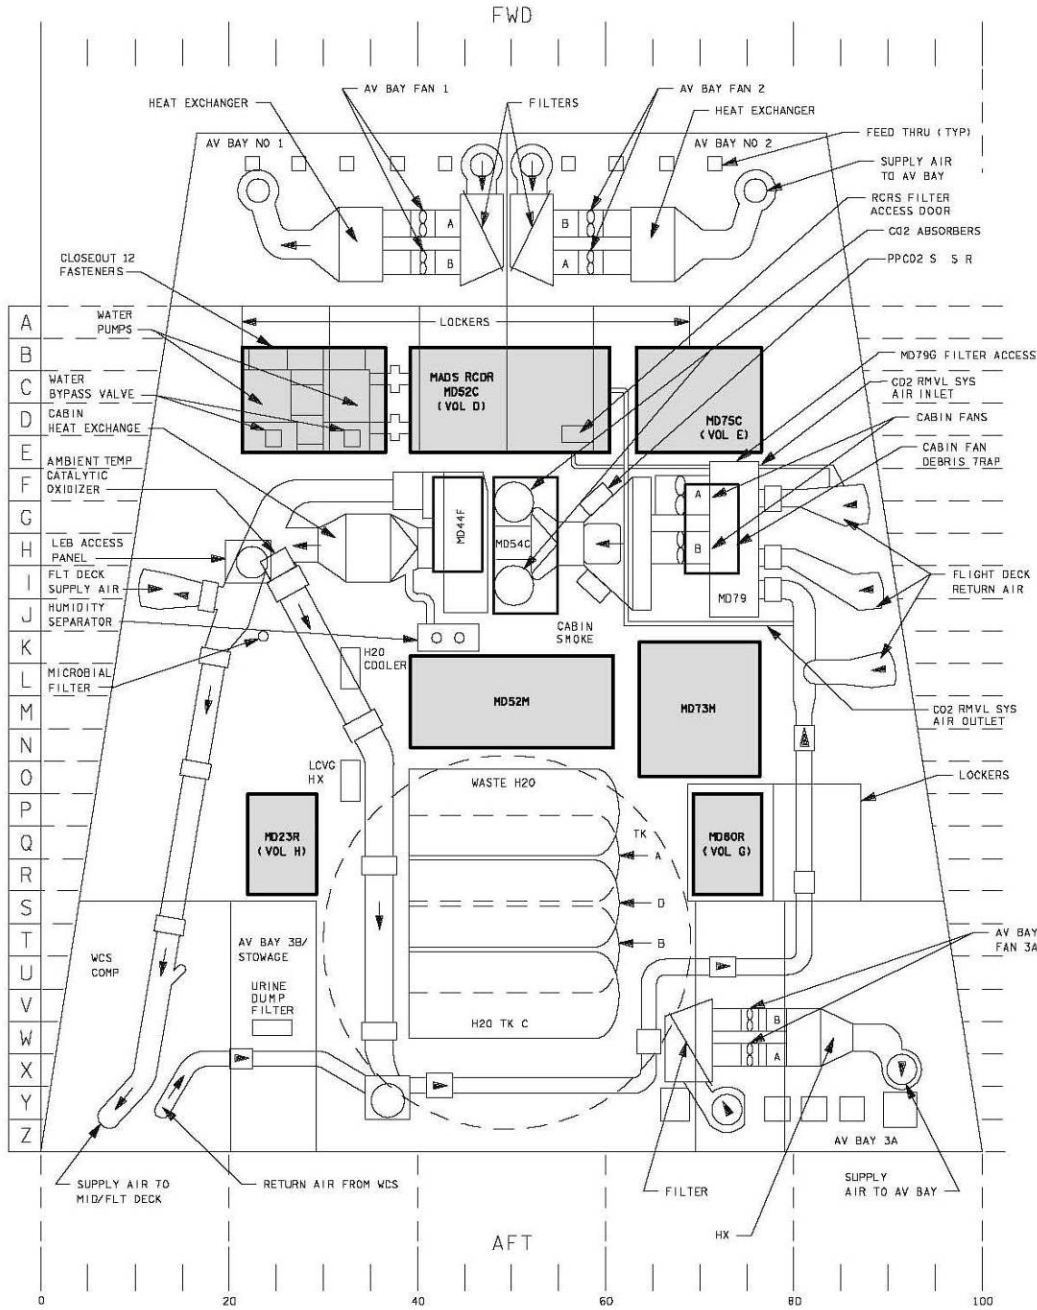 FWD
AV BAY FAN 1
AV BAY FAN 2
HEAT EXCHANGER
FILTERS
HEAT EXCHANGER
AV BAY NO 1
AV BAY NO 2
FEED THRU (TYP)
SUPPLY AIR
TO AV BAY
RCRS FILTER
ACCESS DOOR
CO2 ABSORBERS
PPCO2 S S R
A
B
B
A
CLOSEOUT 12
FASTENERS
WATER
PUMPS
LOCKERS
WATER
BYPASS VALVE
CABIN
HEAT EXCHANGE
AMBIENT TEMP
CATALYTIC
OXIDIZER
LEB ACCESS
PANEL
FLT DECK
SUPPLY AIR
HUMIDITY
SEPARATOR
MICROBIAL
FILTER
MADS RCDR
MD52C
(VOL D)
MD75C
(VOL E)
MD79G FILTER ACCESS
CO2 RMVL SYS
AIR INLET
CABIN FANS
CABIN FAN
DEBRIS TRAP
MD44F
MD54C
A
B
MD79
FLIGHT DECK
RETURN AIR
CABIN
SMOKE
H2O
COOLER
MD52M
MD73M
CO2 RMVL SYS
AIR OUTLET
LCVG
HX
WASTE H2O
LOCKERS
MD23R
(VOL H)
TK
A
D
B
MD80R
(VOL G)
WCS
COMP
AV BAY 3B/
STOWAGE
URINE
DUMP
FILTER
H2O TK C
AV BAY
FAN 3A
B
A
AV BAY 3A
SUPPLY AIR TO
MID/FLT DECK
RETURN AIR FROM WCS
FILTER
SUPPLY
AIR TO AV BAY
HX
AFT
A
B
C
D
E
F
G
H
I
J
K
L
M
N
O
P
Q
R
S
T
U
V
W
X
Y
Z
0 20 40 60 80 100